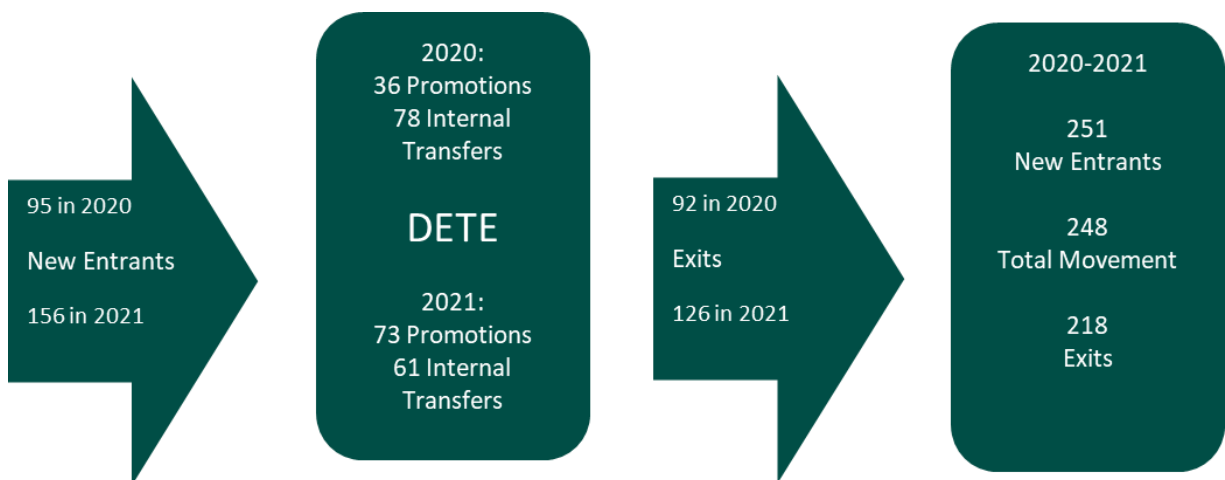 95 in 2020
New Entrants
156 in 2021
2020:
36 Promotions
78 Internal
Transfers
DETE
2021:
73 Promotions
61 Internal
Transfers
92 in 2020
Exits
126 in 2021
2020-2021
251
New Entrants
248
Total Movement
218
Exits